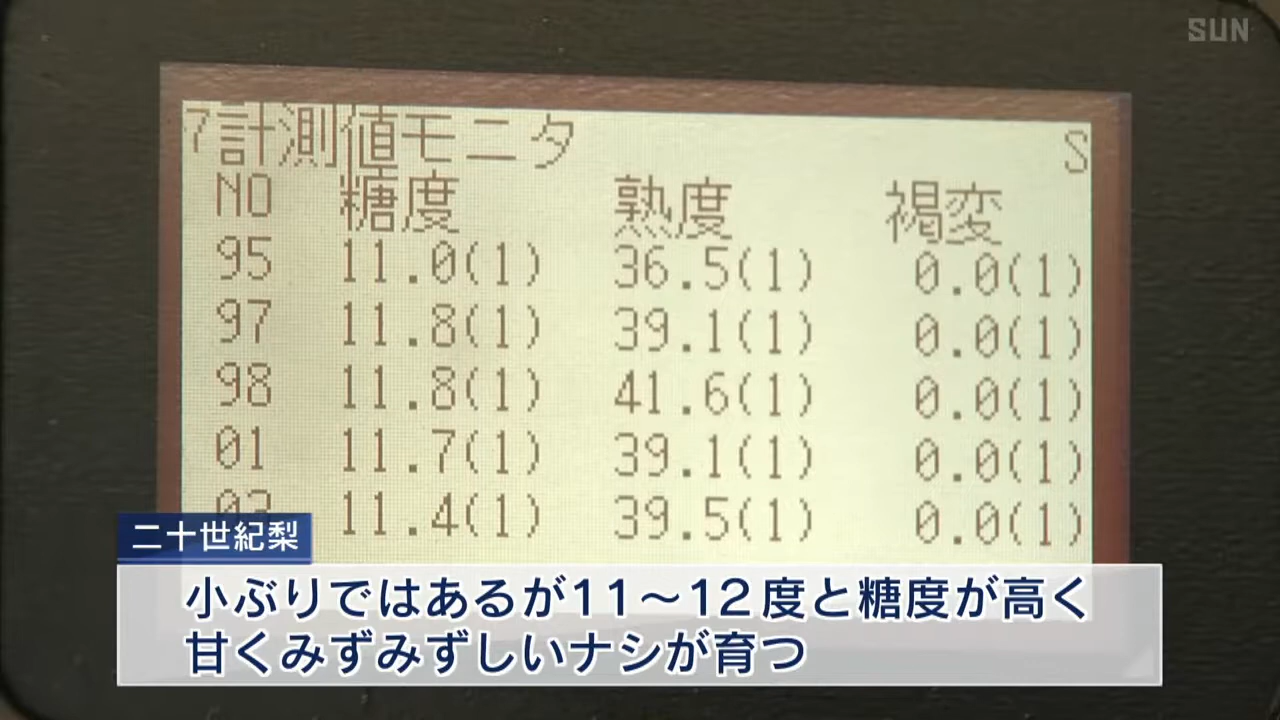 SUN
7計測値モニタ S
NO 糖度 熟度 褐変
95 11.0(1) 36.5(1) 0.0(1)
97 11.8(1) 39.1(1) 0.0(1)
98 11.8(1) 41.6(1) 0.0(1)
01 11.7(1) 39.1(1) 0.0(1)
03 11.4(1) 39.5(1) 0.0(1)
二十世紀梨
小ぶりではあるが11～12度と糖度が高く
甘くみずみずしいナシが育つ